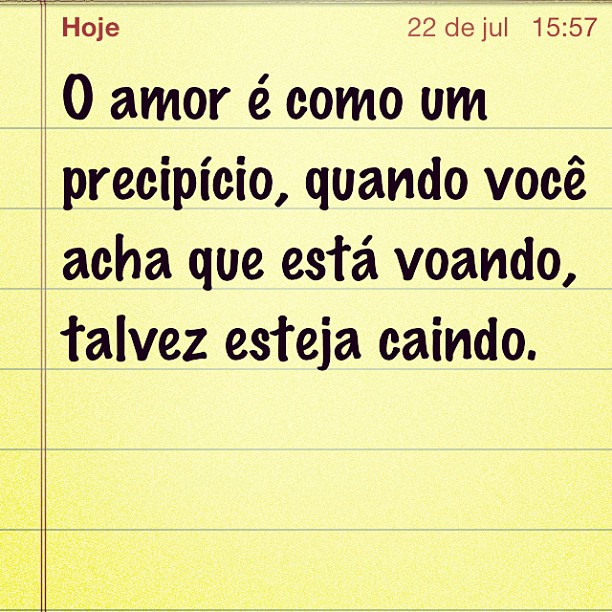 Hoje 22 de jul 15:57
O amor é como um
precipício, quando você
acha que está voando,
talvez esteja caindo.